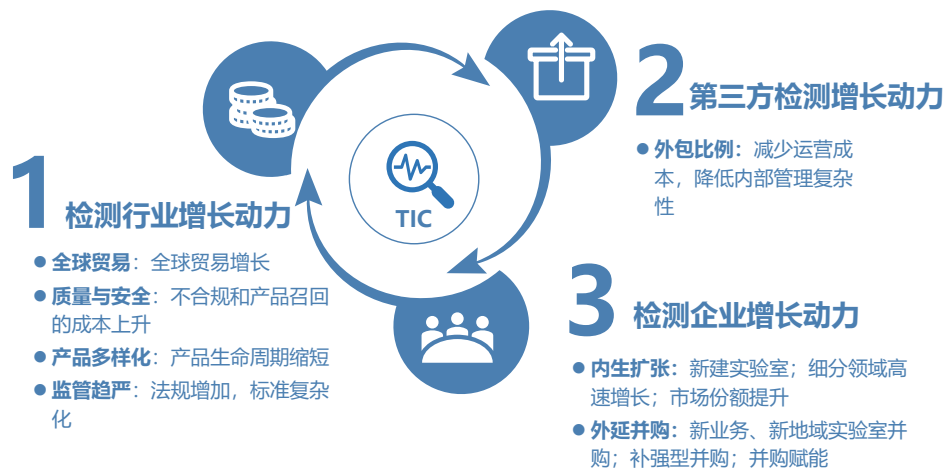 1
检测行业增长动力
● 全球贸易：全球贸易增长
● 质量与安全：不合规和产品召回
的成本上升
● 产品多样化：产品生命周期缩短
● 监管趋严：法规增加，标准复杂
化
TIC
2
第三方检测增长动力
● 外包比例：减少运营成
本，降低内部管理复杂
性
3
检测企业增长动力
● 内生扩张：新建实验室；细分领域高
速增长；市场份额提升
● 外延并购：新业务、新地域实验室并
购；补强型并购；并购赋能